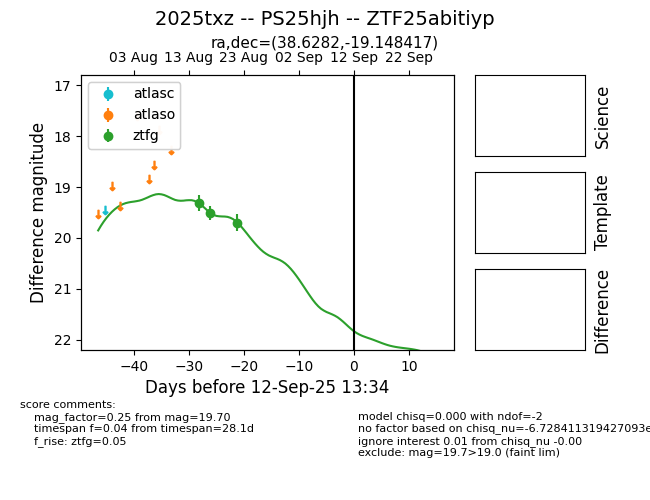 2025txz -- PS25hjh -- ZTF25abitiyp
ra,dec=(38.6282,-19.148417)
03 Aug 13 Aug 23 Aug 02 Sep 12 Sep 22 Sep
atlasc
atlaso
ztfg
17
18
19
20
21
22
Difference magnitude
−40 −30 −20 −10 0 10
Days before 12-Sep-25 13:34
Science
Template
Difference
score comments:
mag_factor=0.25 from mag=19.70
timespan f=0.04 from timespan=28.1d
f_rise: ztfg=0.05
model chisq=0.000 with ndof=-2
no factor based on chisq_nu=-6.728411319427093e
ignore interest 0.01 from chisq_nu -0.00
exclude: mag=19.7>19.0 (faint lim)